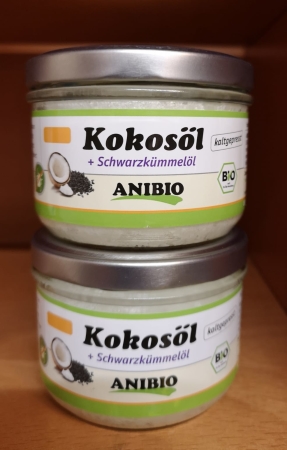 Kokosöl
kaltgepresst
+ Schwarzkümmelöl
BIO
ANIBIO
Kokosöl
kaltgepresst
+ Schwarzkümmelöl
BIO
ANIBIO